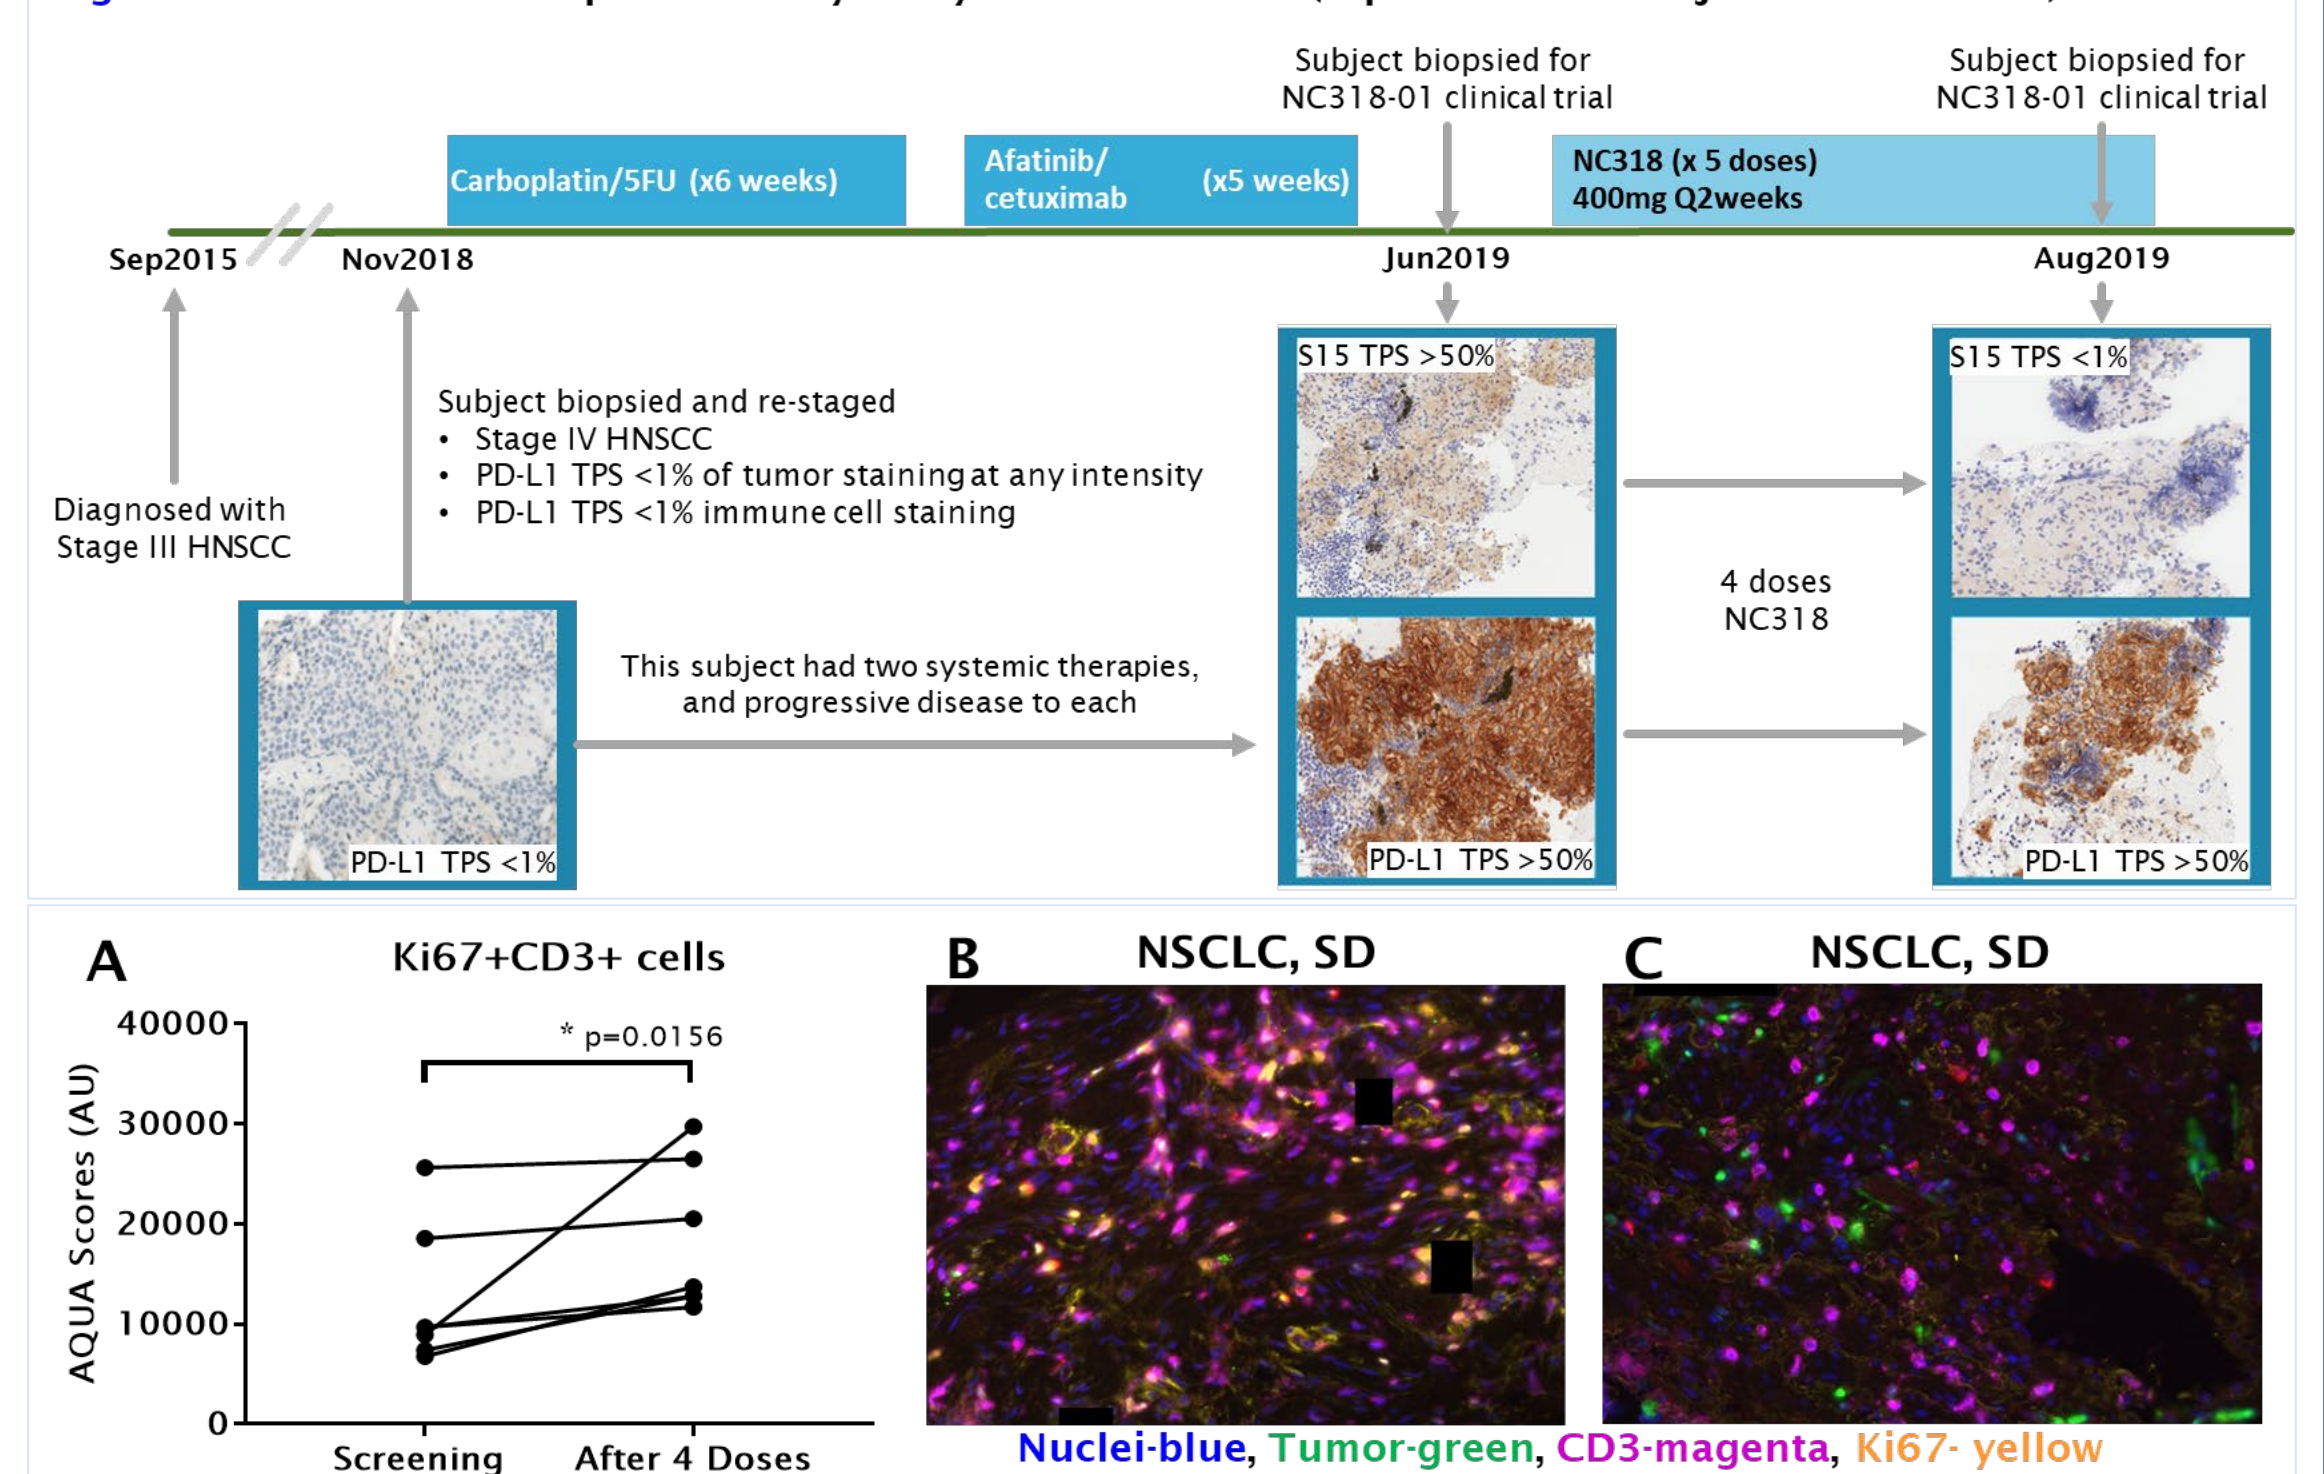 Subject biopsied for
NC318-01 clinical trial
Subject biopsied for
NC318-01 clinical trial
Carboplatin/5FU (x6 weeks)
Afatinib/
cetuximab
(x5 weeks)
NC318 (x 5 doses)
400mg Q2weeks
Sep2015
Nov2018
Jun2019
Aug2019
Diagnosed with
Stage III HNSCC
Subject biopsied and re-staged
• Stage IV HNSCC
• PD-L1 TPS <1% of tumor staining at any intensity
• PD-L1 TPS <1% immune cell staining
PD-L1 TPS <1%
This subject had two systemic therapies,
and progressive disease to each
S15 TPS >50%
PD-L1 TPS >50%
4 doses
NC318
S15 TPS <1%
PD-L1 TPS >50%
A
Ki67+CD3+ cells
* p=0.0156
AQUA Scores (AU)
40000
30000
20000
10000
0
Screening
After 4 Doses
B
NSCLC, SD
C
NSCLC, SD
Nuclei-blue, Tumor-green, CD3-magenta, Ki67- yellow